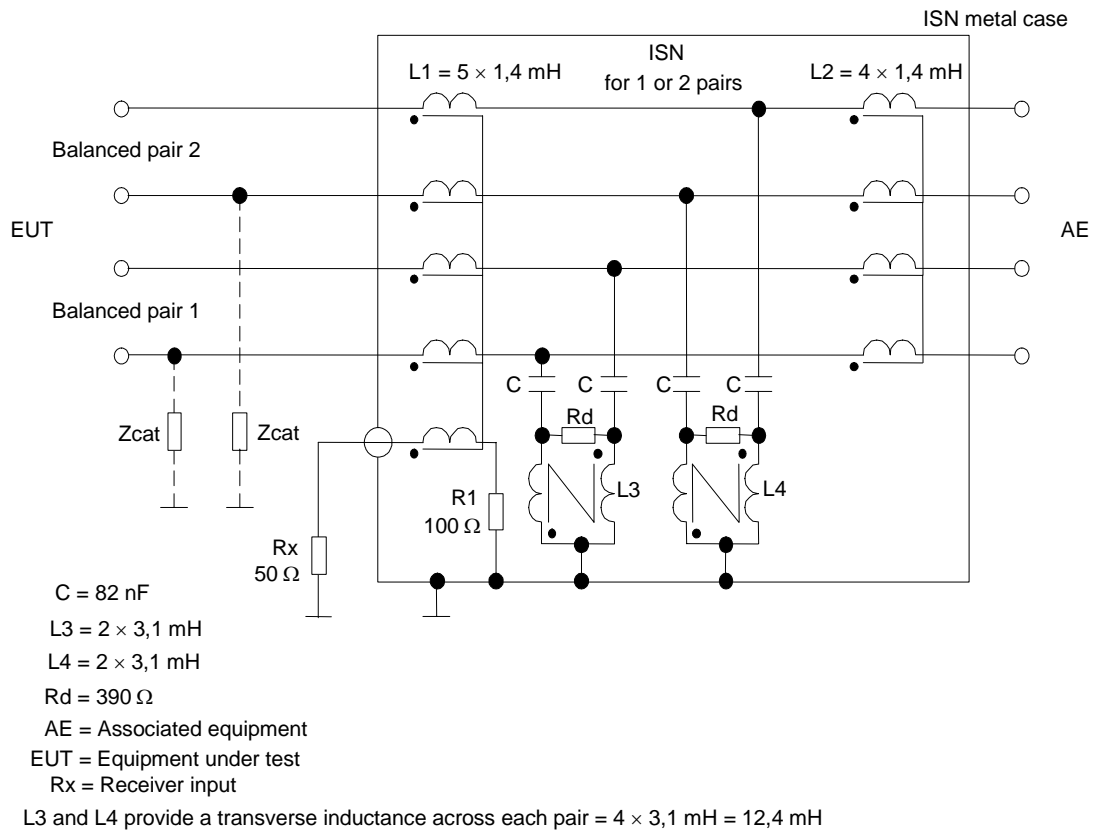 ISN metal case
ISN
for 1 or 2 pairs
L1 = 5 × 1,4 mH
L2 = 4 × 1,4 mH
Balanced pair 2
EUT
AE
Balanced pair 1
C
C
C
C
Rd
Rd
Zcat
Zcat
L3
L4
R1
100 Ω
Rx
50 Ω
C = 82 nF
L3 = 2 × 3,1 mH
L4 = 2 × 3,1 mH
Rd = 390 Ω
AE = Associated equipment
EUT = Equipment under test
Rx = Receiver input
L3 and L4 provide a transverse inductance across each pair = 4 × 3,1 mH = 12,4 mH